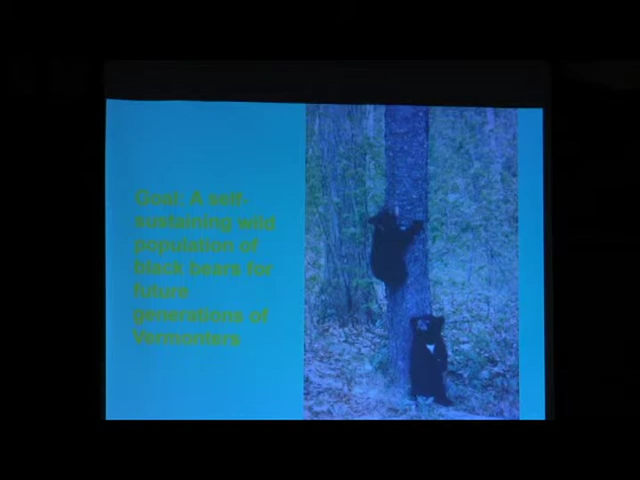 Goal: A self-
sustaining wild
population of
black bears for
future
generations of
Vermonters